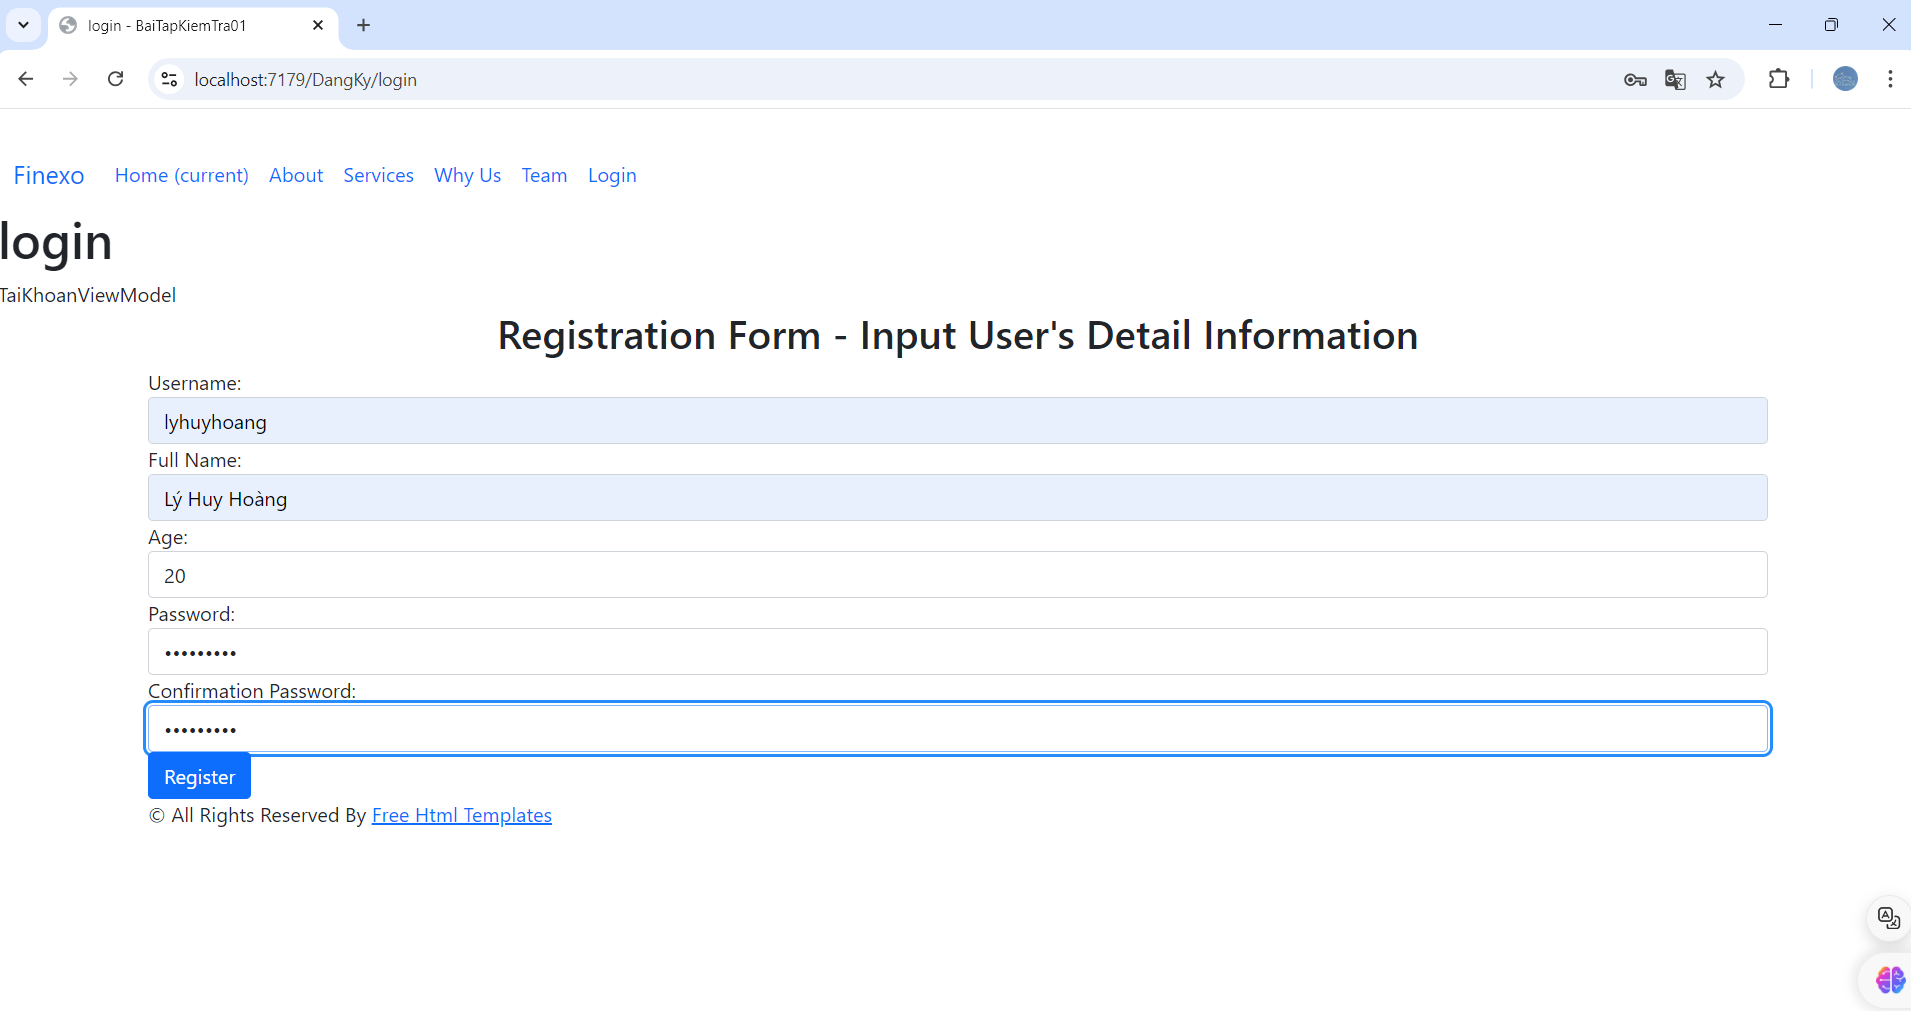 login - BaiTapKiemTra01
localhost:7179/DangKy/login
Finexo Home (current) About Services Why Us Team Login
login
TaiKhoanViewModel
Registration Form - Input User's Detail Information
Username:
lyhuyhoang
Full Name:
Lý Huy Hoàng
Age:
20
Password:
•••••••••
Confirmation Password:
•••••••••
Register
© All Rights Reserved By Free Html Templates